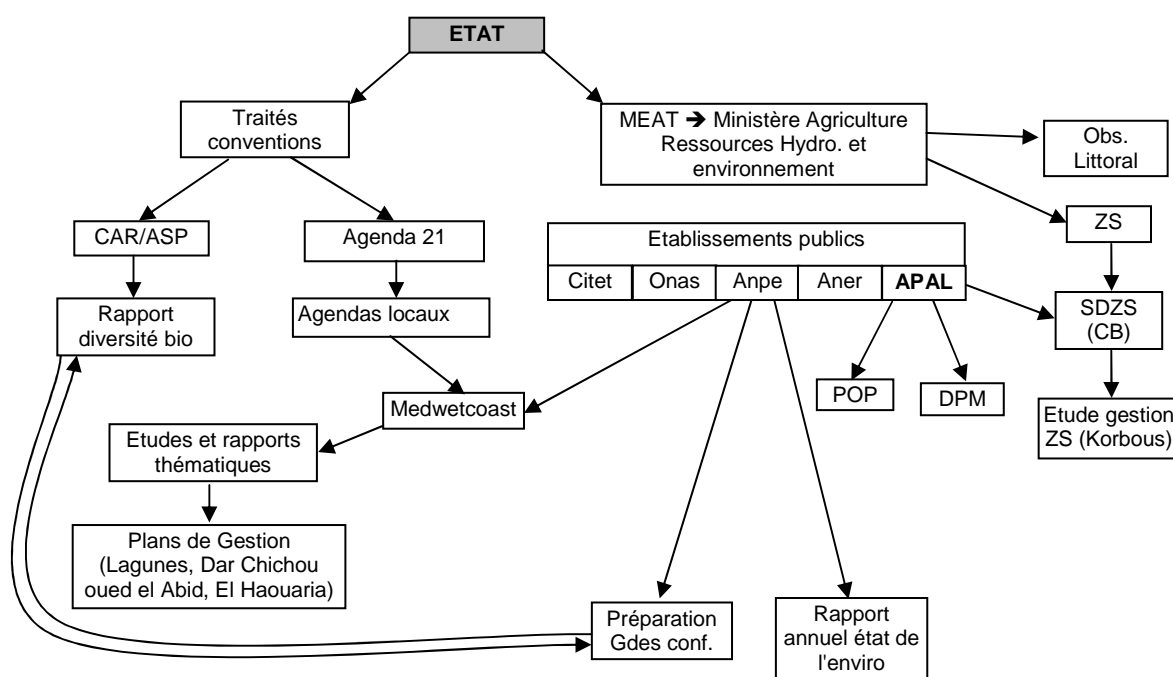 ETAT
Traités
conventions
MEAT ➔ Ministère Agriculture
Ressources Hydro. et
environnement
Obs.
Littoral
CAR/ASP
Agenda 21
Etablissements publics
ZS
Citet Onas Anpe Aner APAL
Rapport
diversité bio
Agendas locaux
SDZS
(CB)
POP
DPM
Medwetcoast
Etude gestion
ZS (Korbous)
Etudes et rapports
thématiques
Plans de Gestion
(Lagunes, Dar Chichou
oued el Abid, El Haouaria)
Préparation
Gdes conf.
Rapport
annuel état de
l'enviro